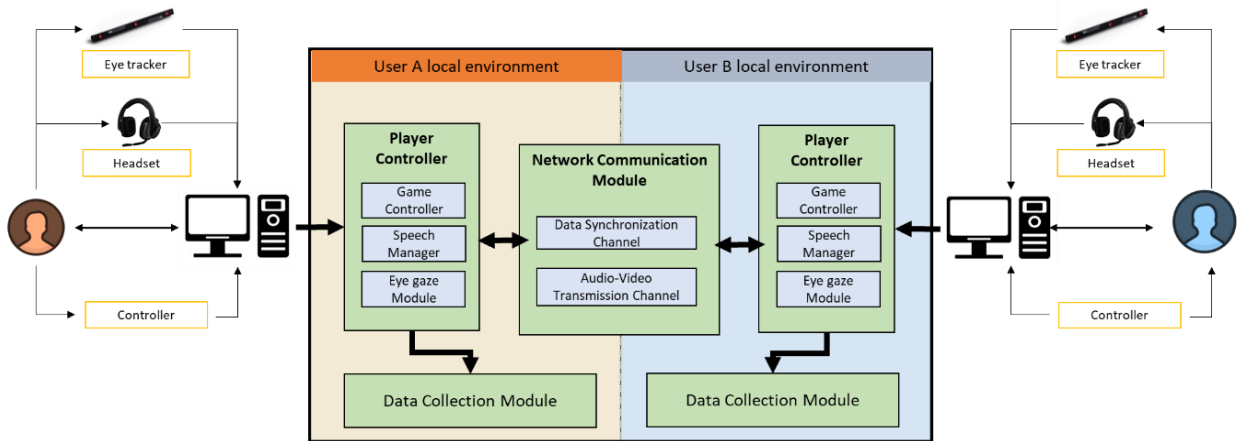 Eye tracker
Headset
Controller
User A local environment
User B local environment
Player
Controller
Game
Controller
Speech
Manager
Eye gaze
Module
Network Communication
Module
Data Synchronization
Channel
Audio-Video
Transmission Channel
Player
Controller
Game
Controller
Speech
Manager
Eye gaze
Module
Data Collection Module
Data Collection Module
Eye tracker
Headset
Controller